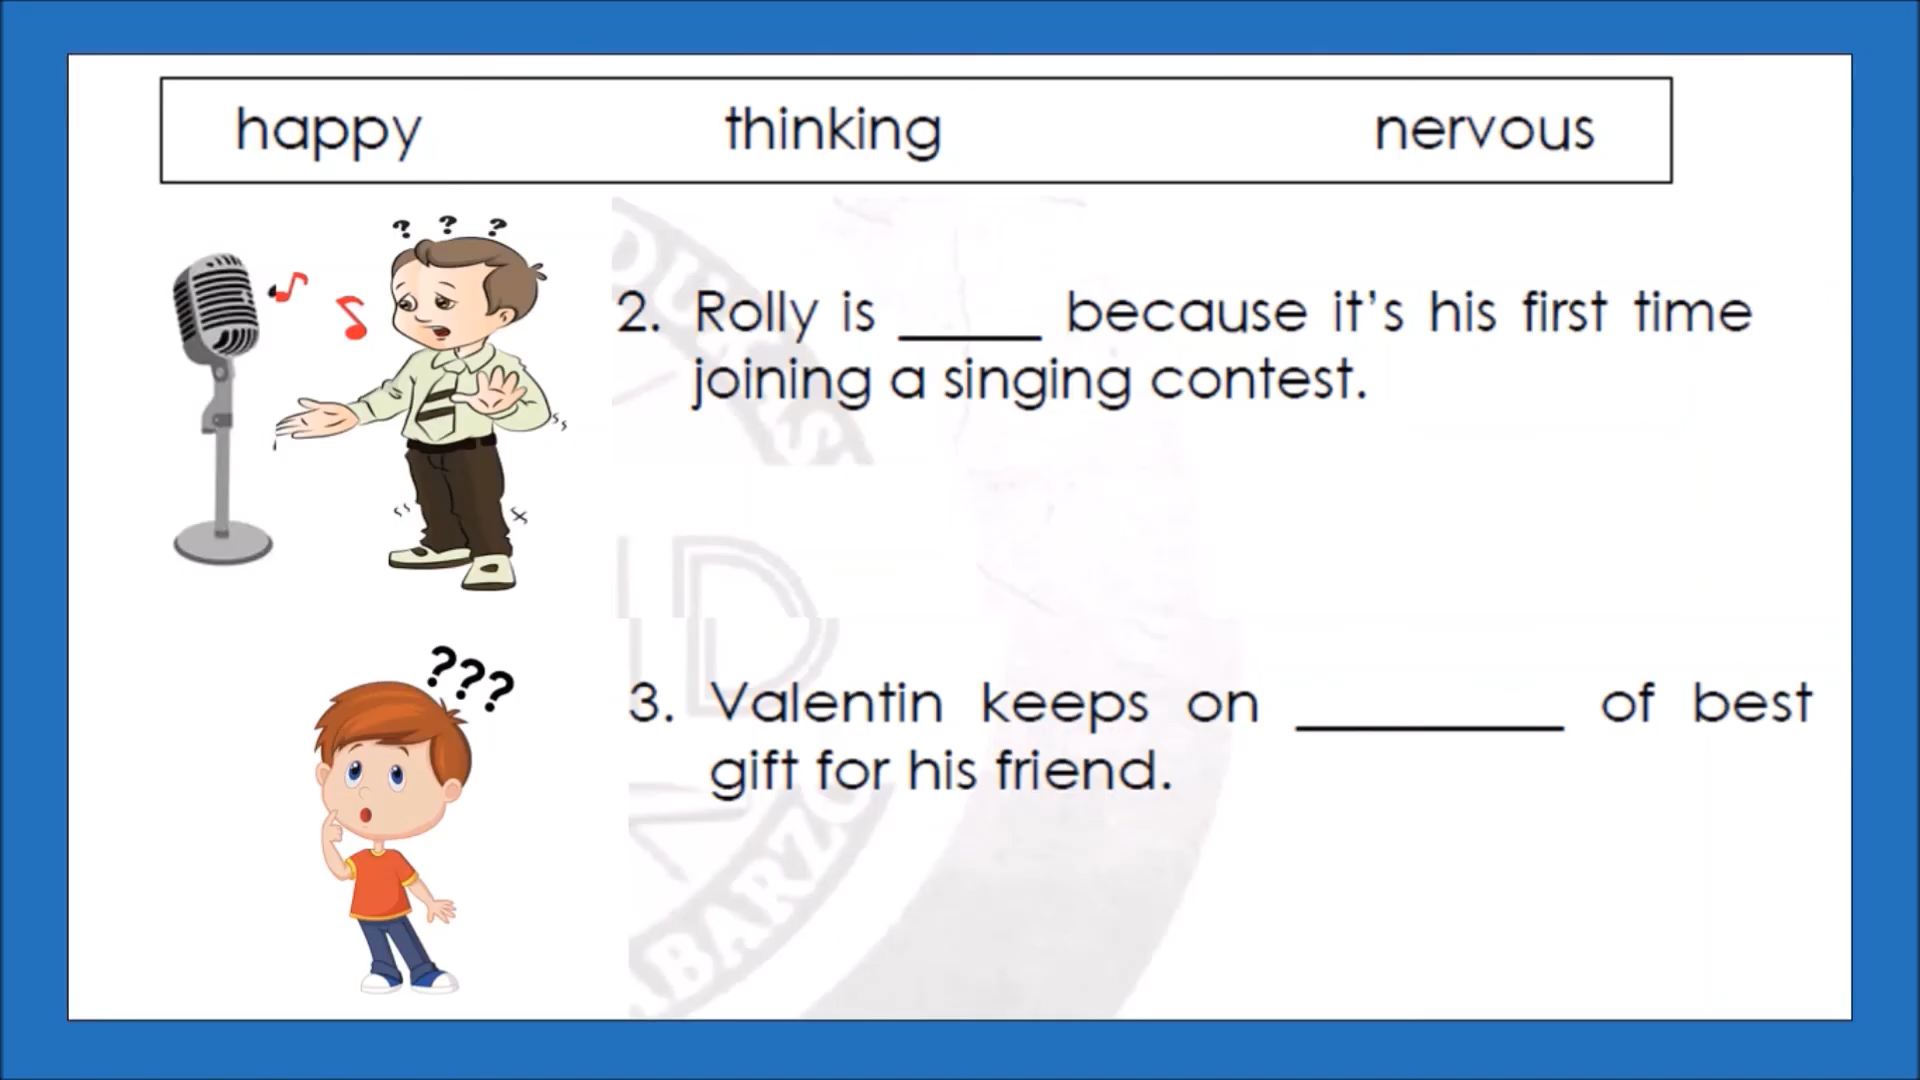 happy thinking nervous
? ? ?
2. Rolly is _____ because it's his first time
joining a singing contest.
???
3. Valentin keeps on _________ of best
gift for his friend.
BARZO